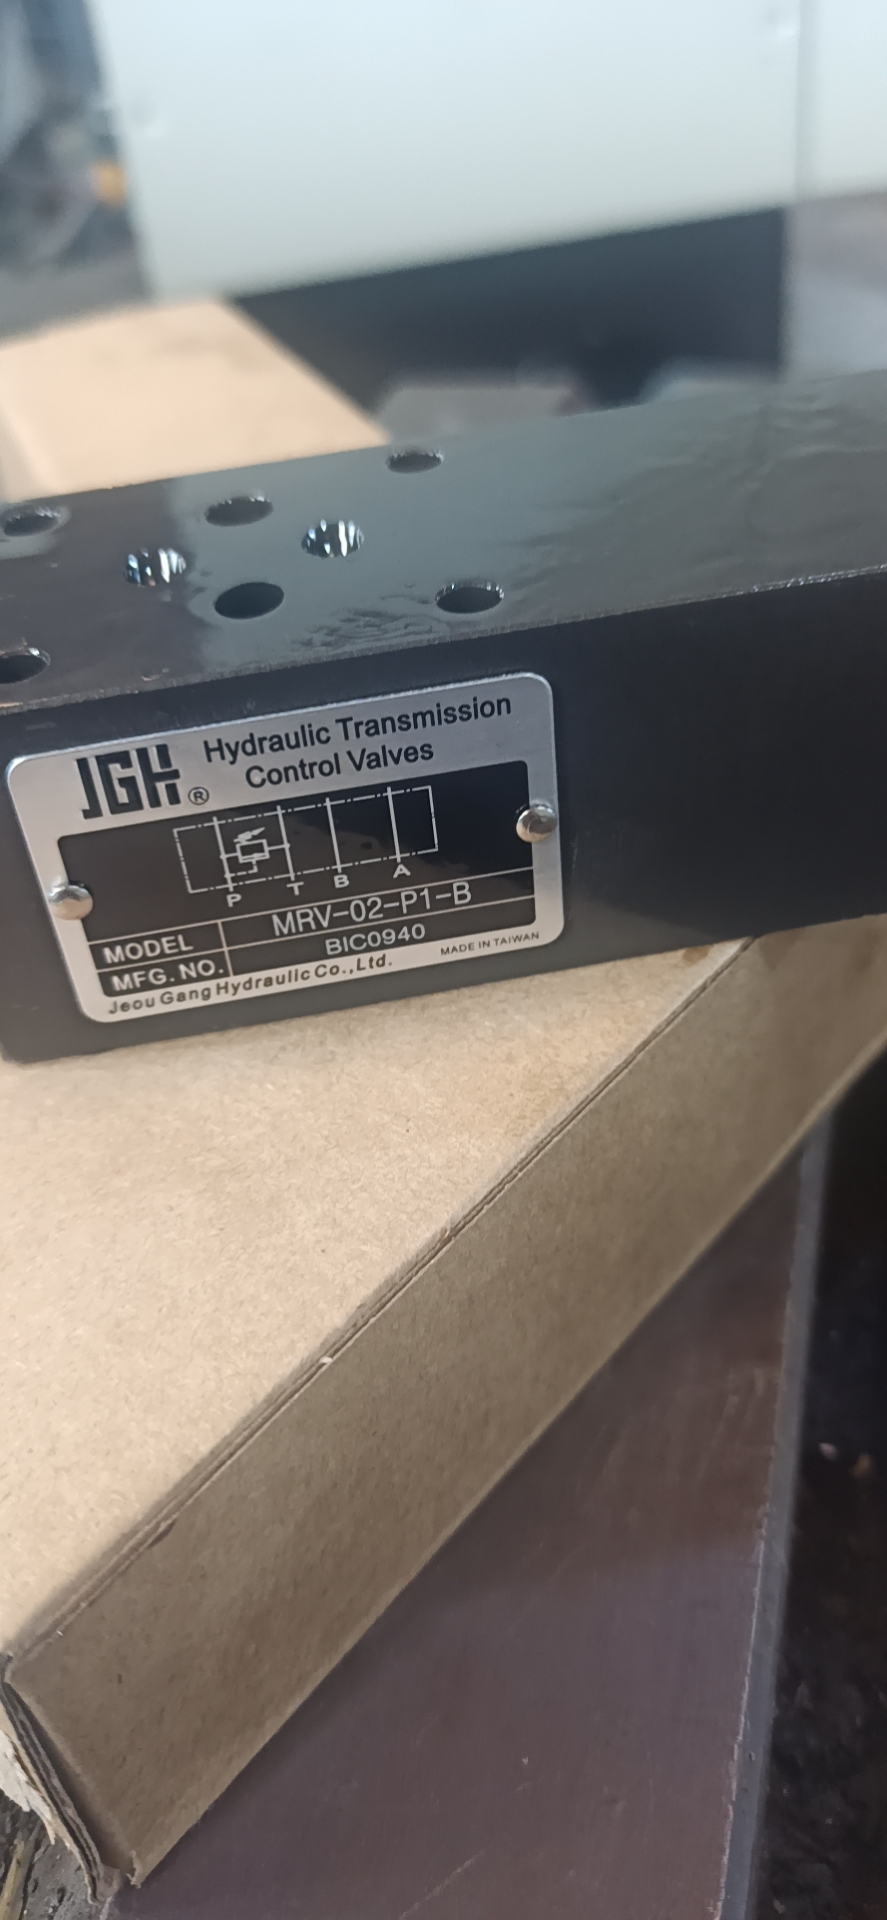 JGH® Hydraulic Transmission
Control Valves
P T B A
MODEL MRV-02-P1-B
MFG. NO. BIC0940
Jeou Gang Hydraulic Co.,Ltd. MADE IN TAIWAN